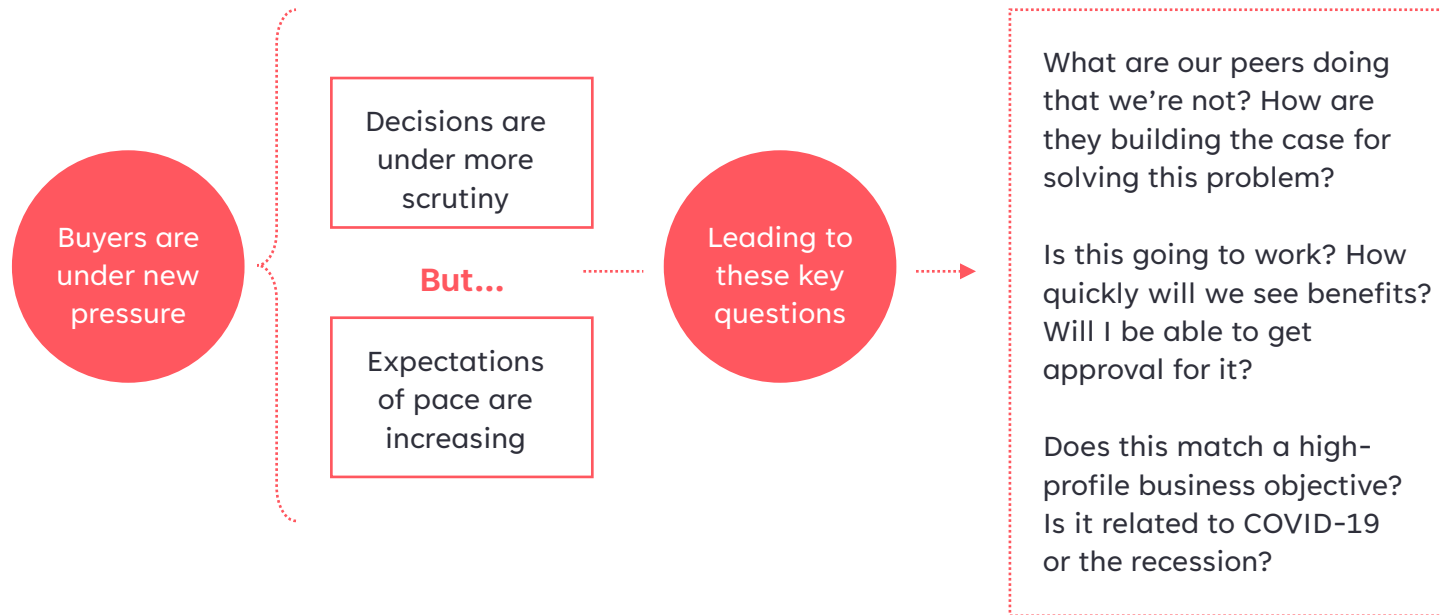 Buyers are
under new
pressure
Decisions are
under more
scrutiny
But...
Expectations
of pace are
increasing
Leading to
these key
questions
What are our peers doing
that we're not? How are
they building the case for
solving this problem?
Is this going to work? How
quickly will we see benefits?
Will I be able to get
approval for it?
Does this match a high-
profile business objective?
Is it related to COVID-19
or the recession?